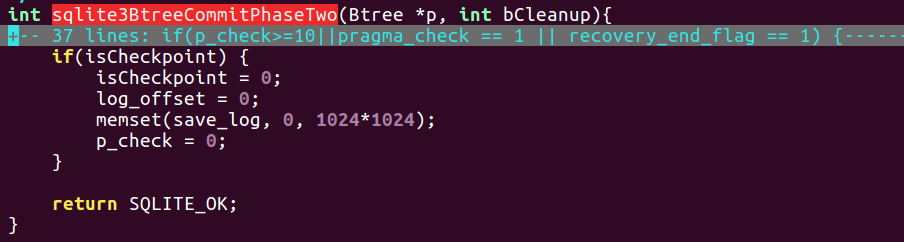 int sqlite3BtreeCommitPhaseTwo(Btree *p, int bCleanup){
+-- 37 lines: if(p_check>=10||pragma_check == 1 || recovery_end_flag == 1) {------
    if(isCheckpoint) {
        isCheckpoint = 0;
        log_offset = 0;
        memset(save_log, 0, 1024*1024);
        p_check = 0;
    }

    return SQLITE_OK;
}